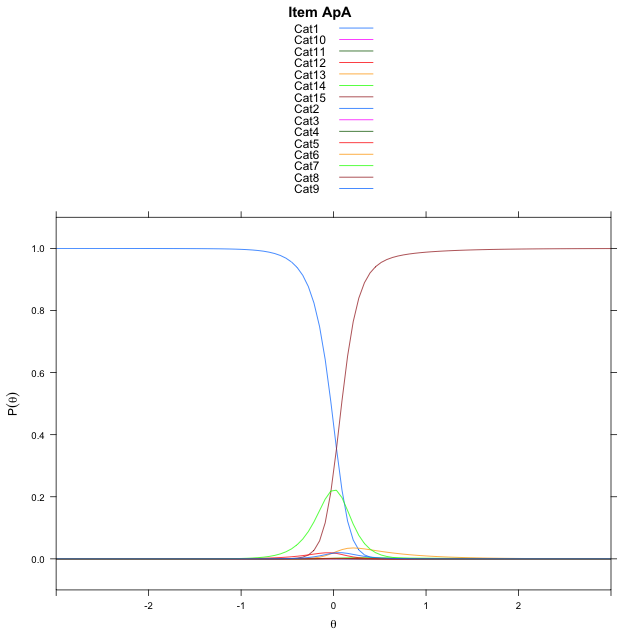 Item ApA
Cat1
Cat10
Cat11
Cat12
Cat13
Cat14
Cat15
Cat2
Cat3
Cat4
Cat5
Cat6
Cat7
Cat8
Cat9
1.0
0.8
0.6
0.4
0.2
0.0
P(θ)
-2 -1 0 1 2
θ